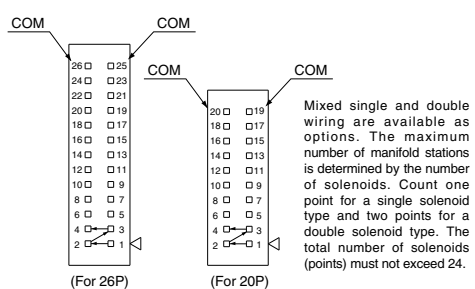 COM COM
26 25
24 23
22 21
20 19
18 17
16 15
14 13
12 11
10 9
8 7
6 5
4 3
2 1
(For 26P)
COM COM
20 19
18 17
16 15
14 13
12 11
10 9
8 7
6 5
4 3
2 1
(For 20P)
Mixed single and double
wiring are available as
options. The maximum
number of manifold stations
is determined by the number
of solenoids. Count one
point for a single solenoid
type and two points for a
double solenoid type. The
total number of solenoids
(points) must not exceed 24.